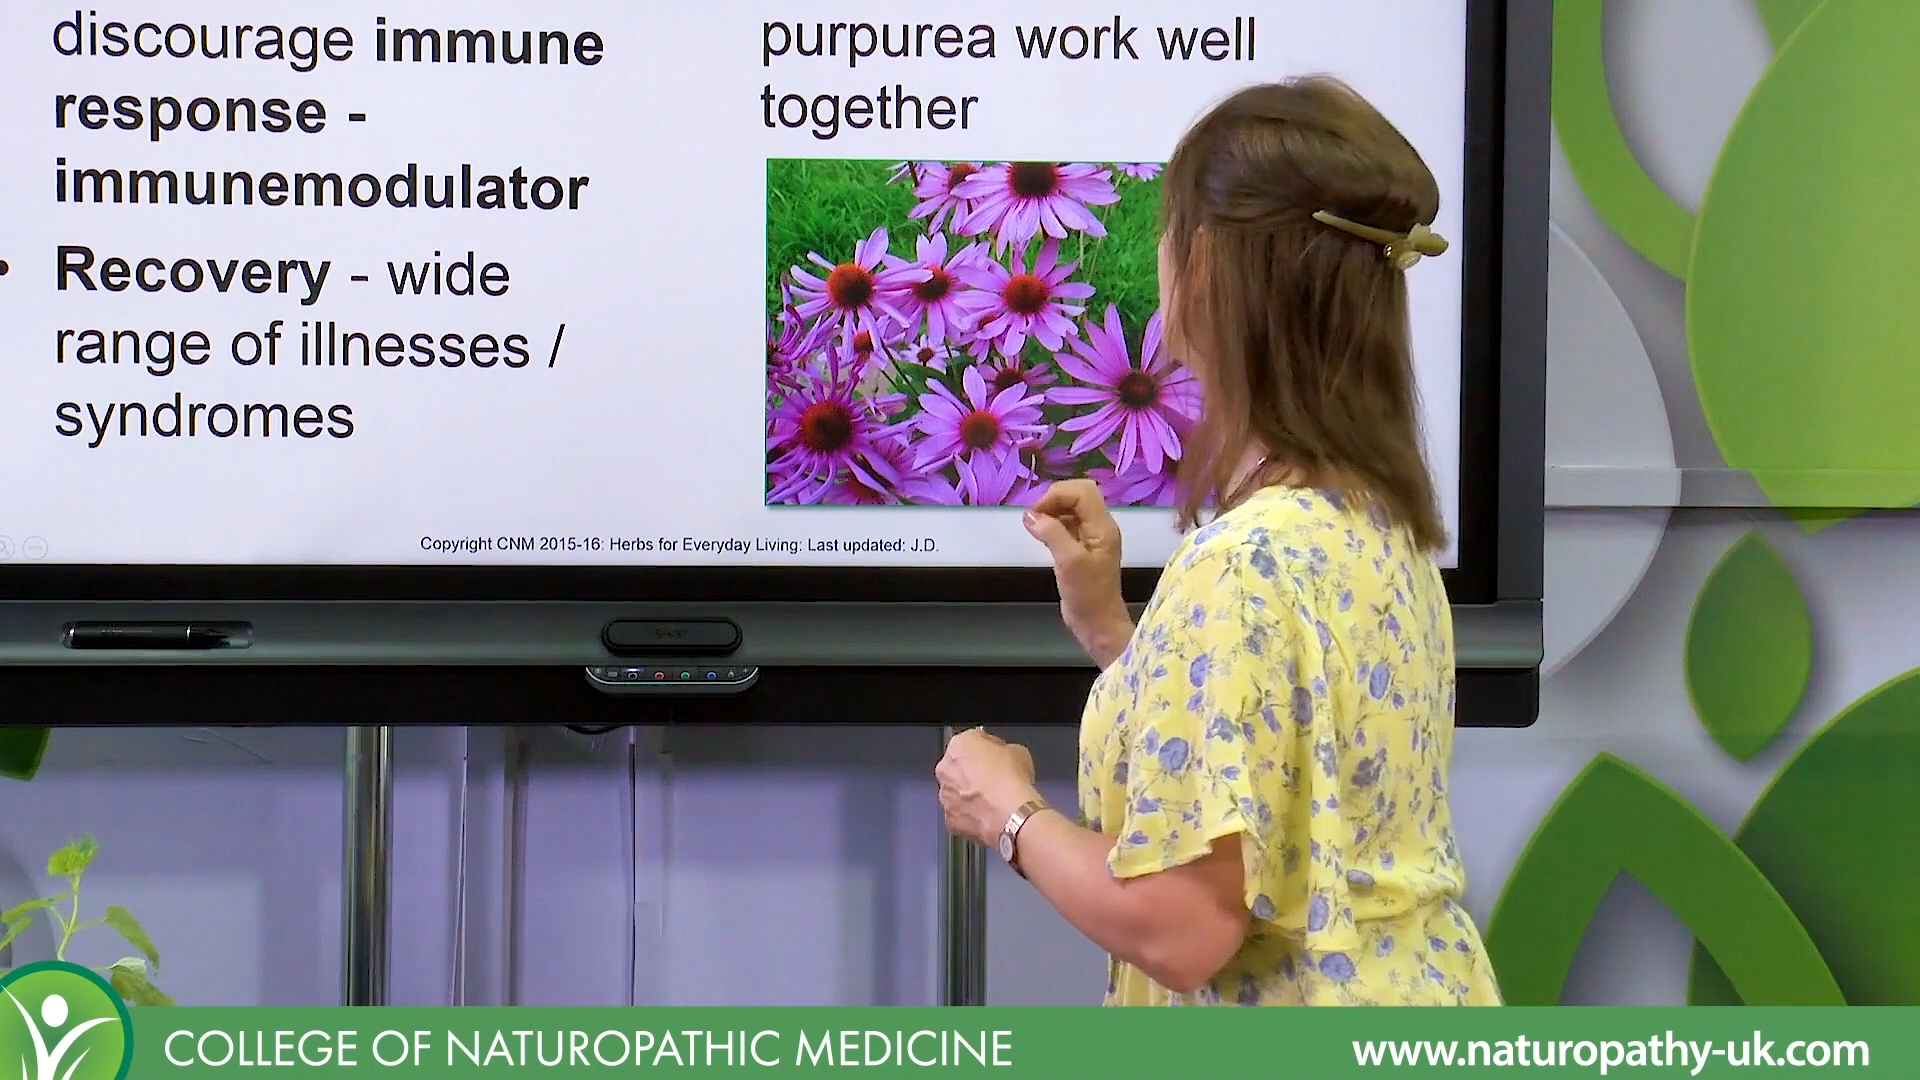 discourage immune
response -
immunemodulator
• Recovery - wide
range of illnesses /
syndromes
purpurea work well
together
Copyright CNM 2015-16: Herbs for Everyday Living: Last updated: J.D.
COLLEGE OF NATUROPATHIC MEDICINE
www.naturopathy-uk.com